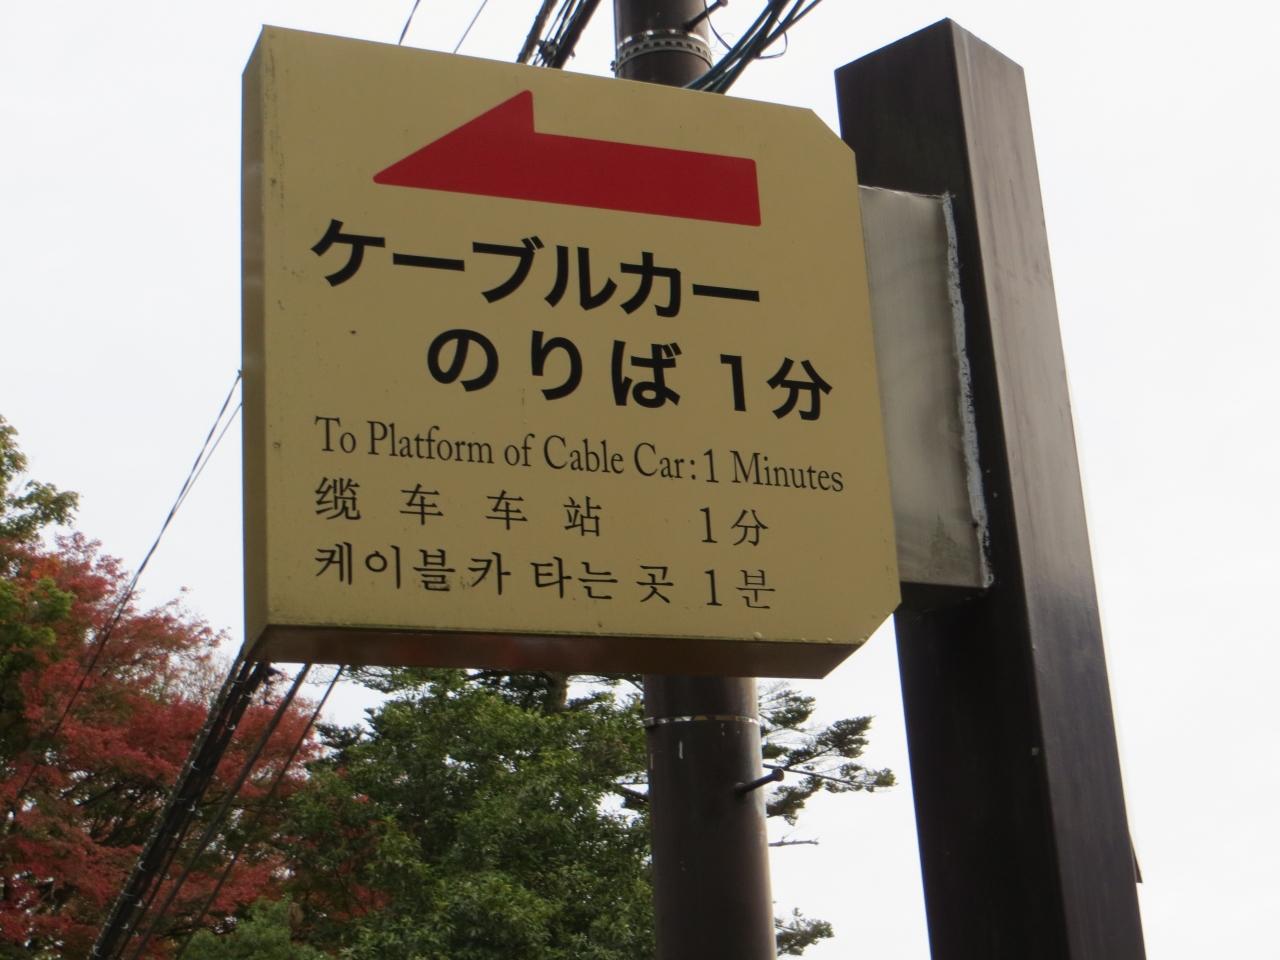 ケーブルカー
のりば 1分
To Platform of Cable Car: 1 Minutes
缆车车站 1分
케이블카 타는 곳 1분